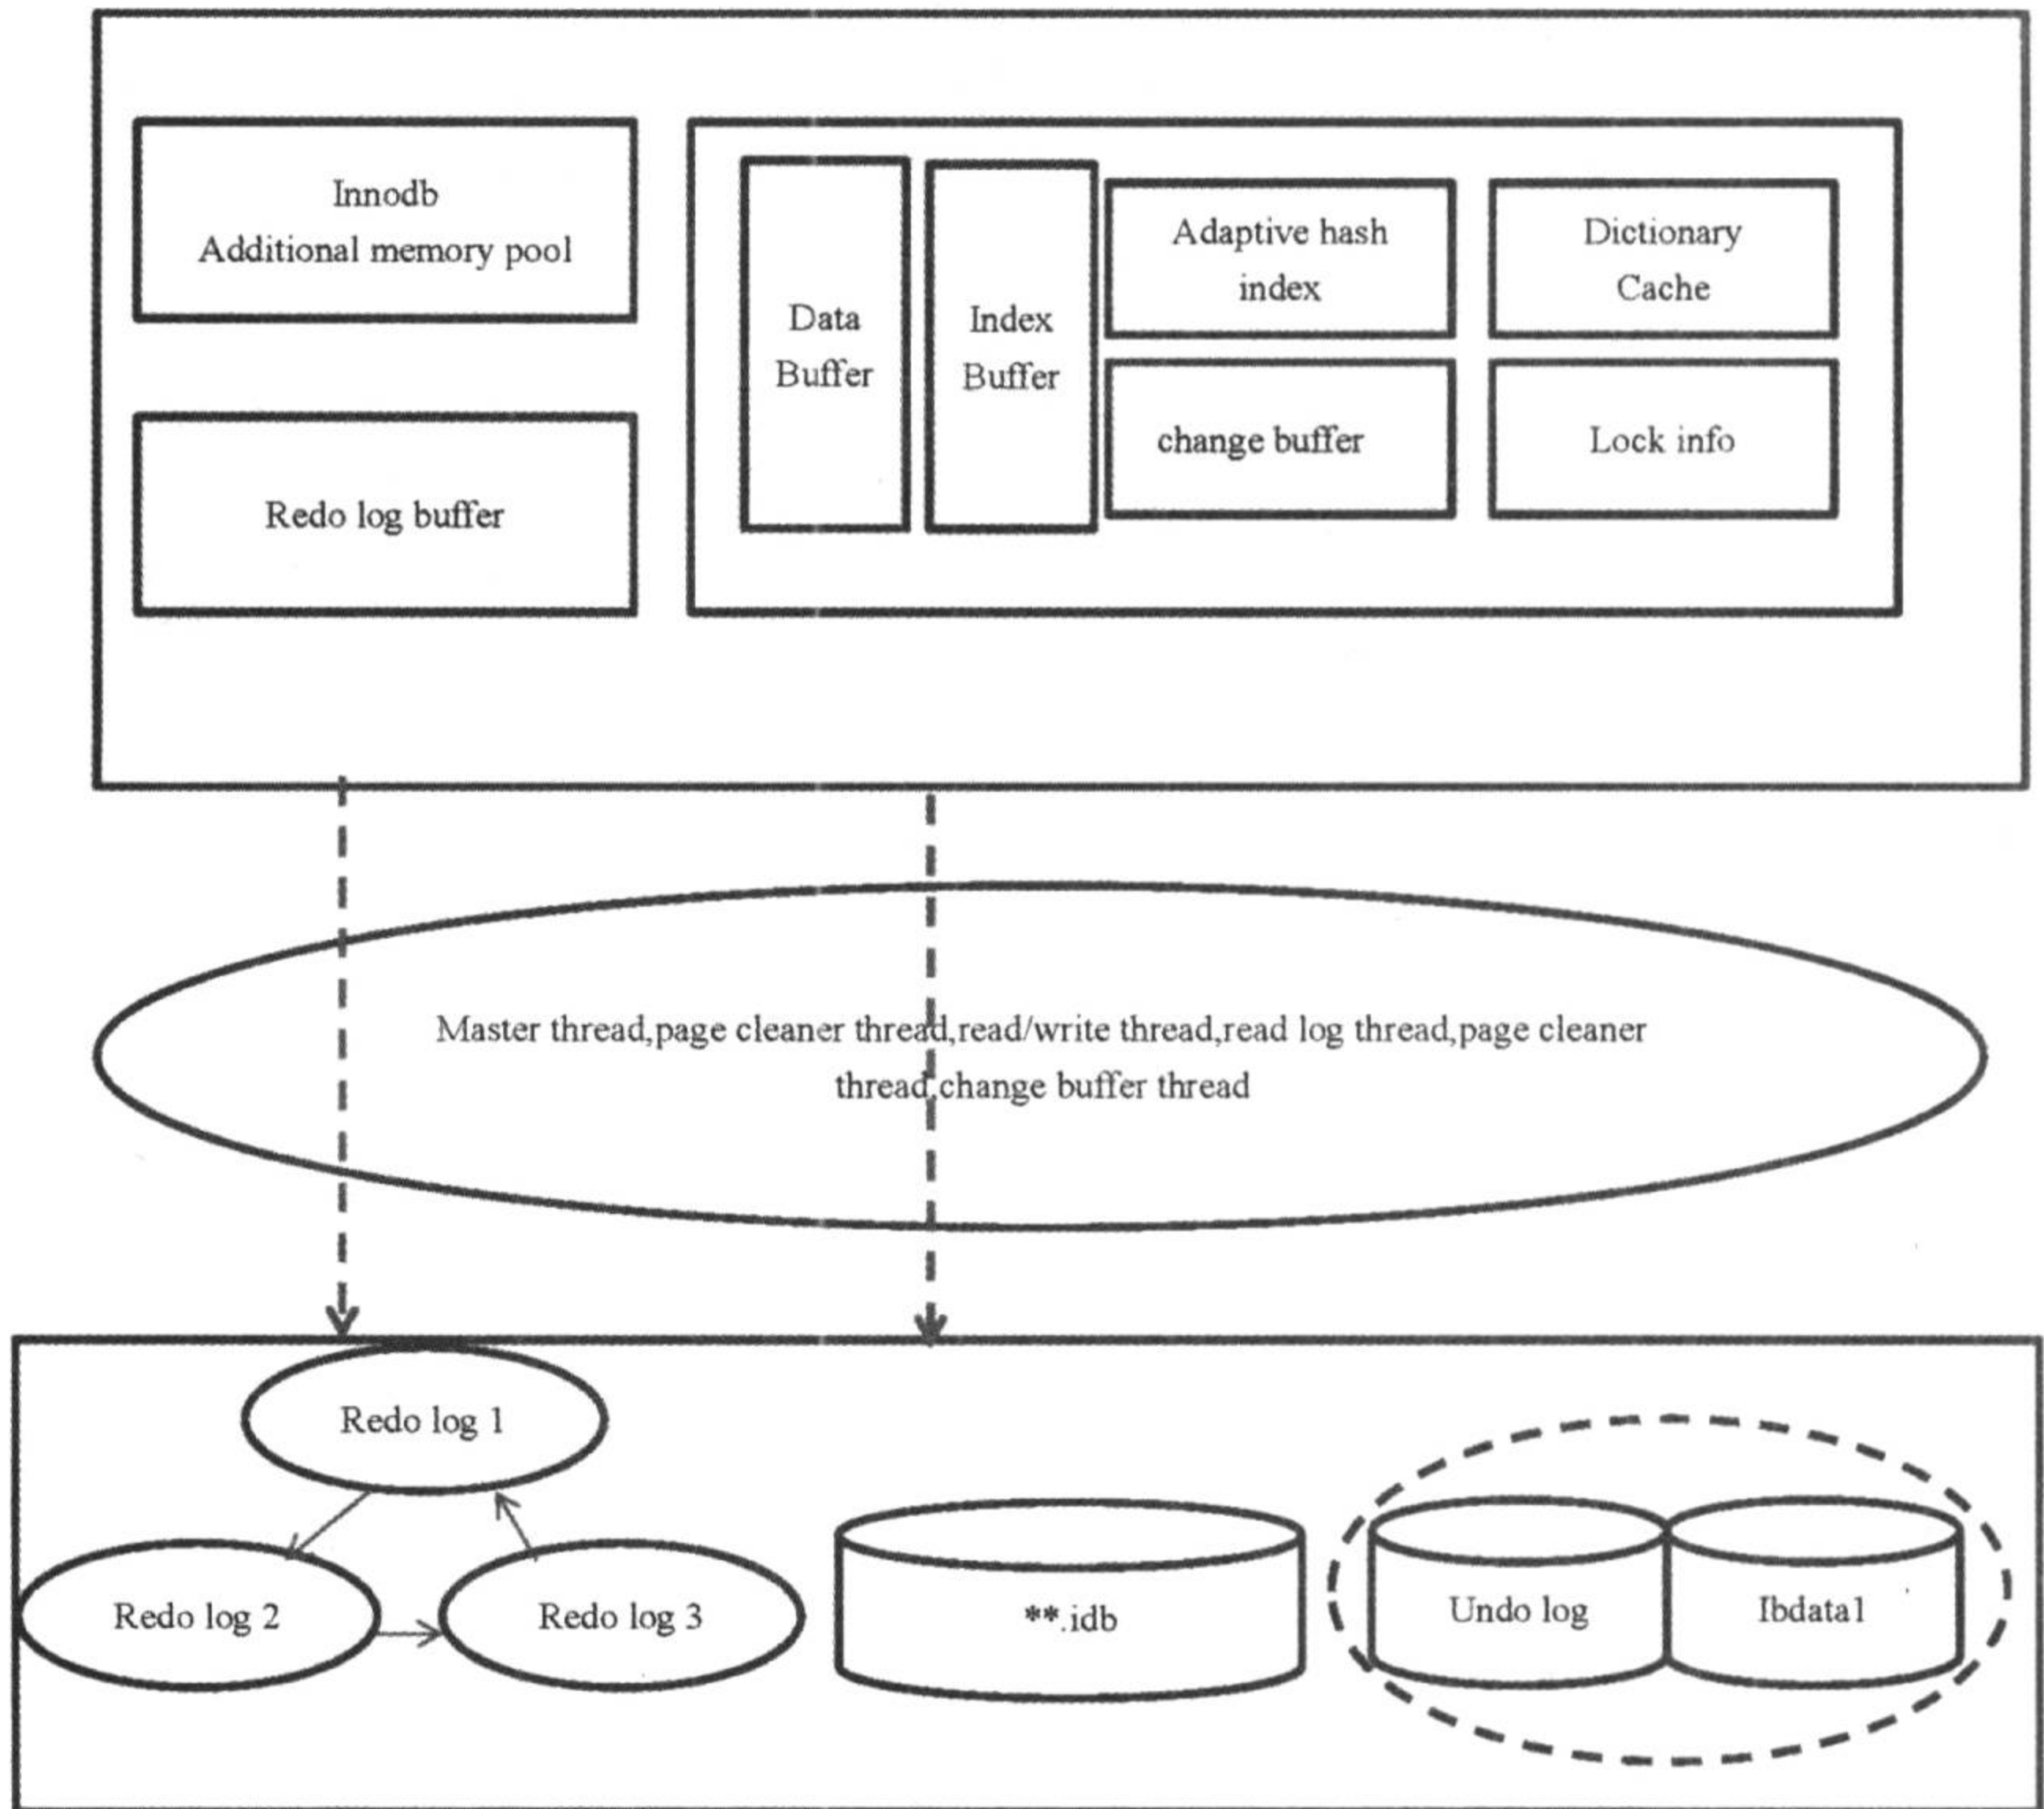 Innodb
Additional memory pool
Redo log buffer
Data
Buffer
Index
Buffer
Adaptive hash
index
Dictionary
Cache
change buffer
Lock info
Master thread,page cleaner thread,read/write thread,read log thread,page cleaner
thread,change buffer thread
Redo log 1
Redo log 2
Redo log 3
**.idb
Undo log
Ibdata1